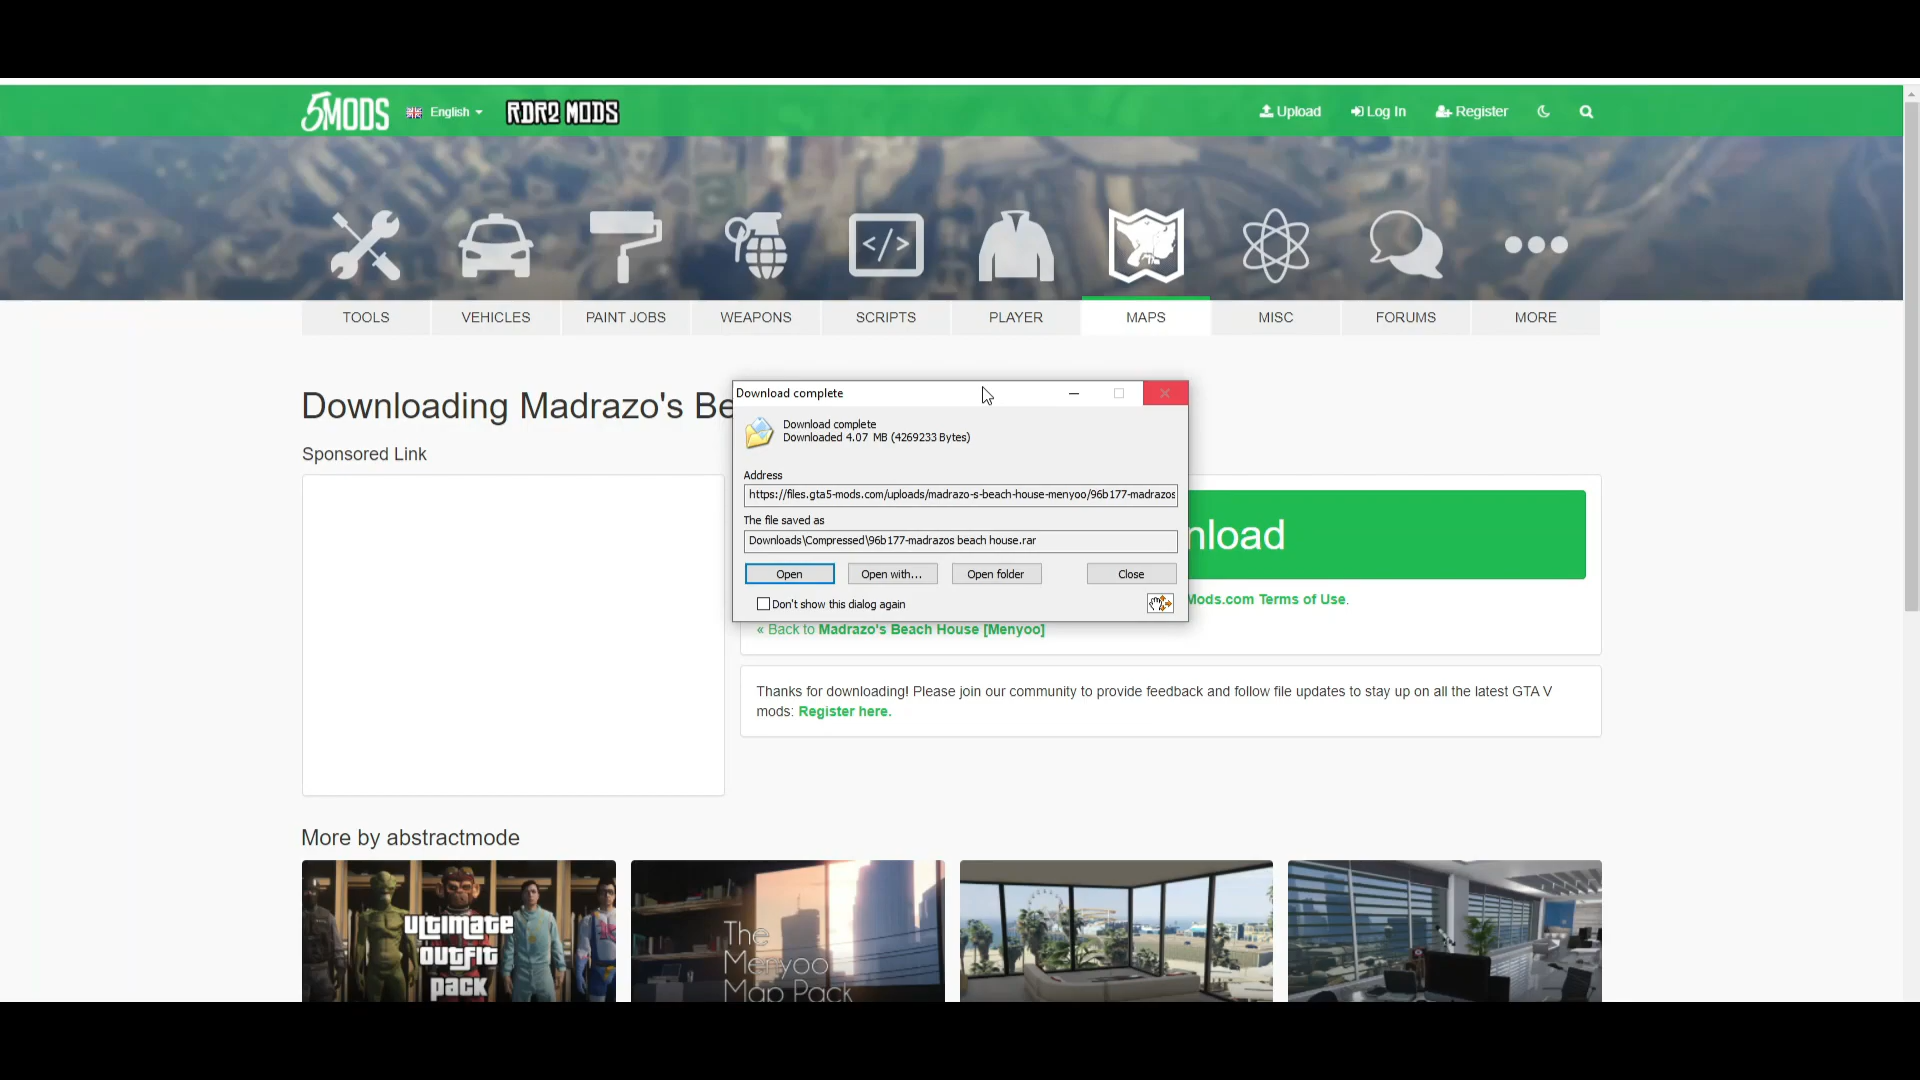 5MODS English RDR2 MODS Upload Log In Register
</>
TOOLS VEHICLES PAINT JOBS WEAPONS SCRIPTS PLAYER MAPS MISC FORUMS MORE
Downloading Madrazo's Be
Sponsored Link
Download complete
Download complete
Downloaded 4.07 MB (4269233 Bytes)
Address
https://files.gta5-mods.com/uploads/madrazo-s-beach-house-menyoo/96b177-madrazos
The file saved as
Downloads\Compressed\96b177-madrazos beach house.rar
Open Open with... Open folder Close
Don't show this dialog again
nload
Mods.com Terms of Use.
« Back to Madrazo's Beach House [Menyoo]
Thanks for downloading! Please join our community to provide feedback and follow file updates to stay up on all the latest GTA V
mods: Register here.
More by abstractmode
Ultimate
Outfit
Pack
The
Menyoo
Map Pack